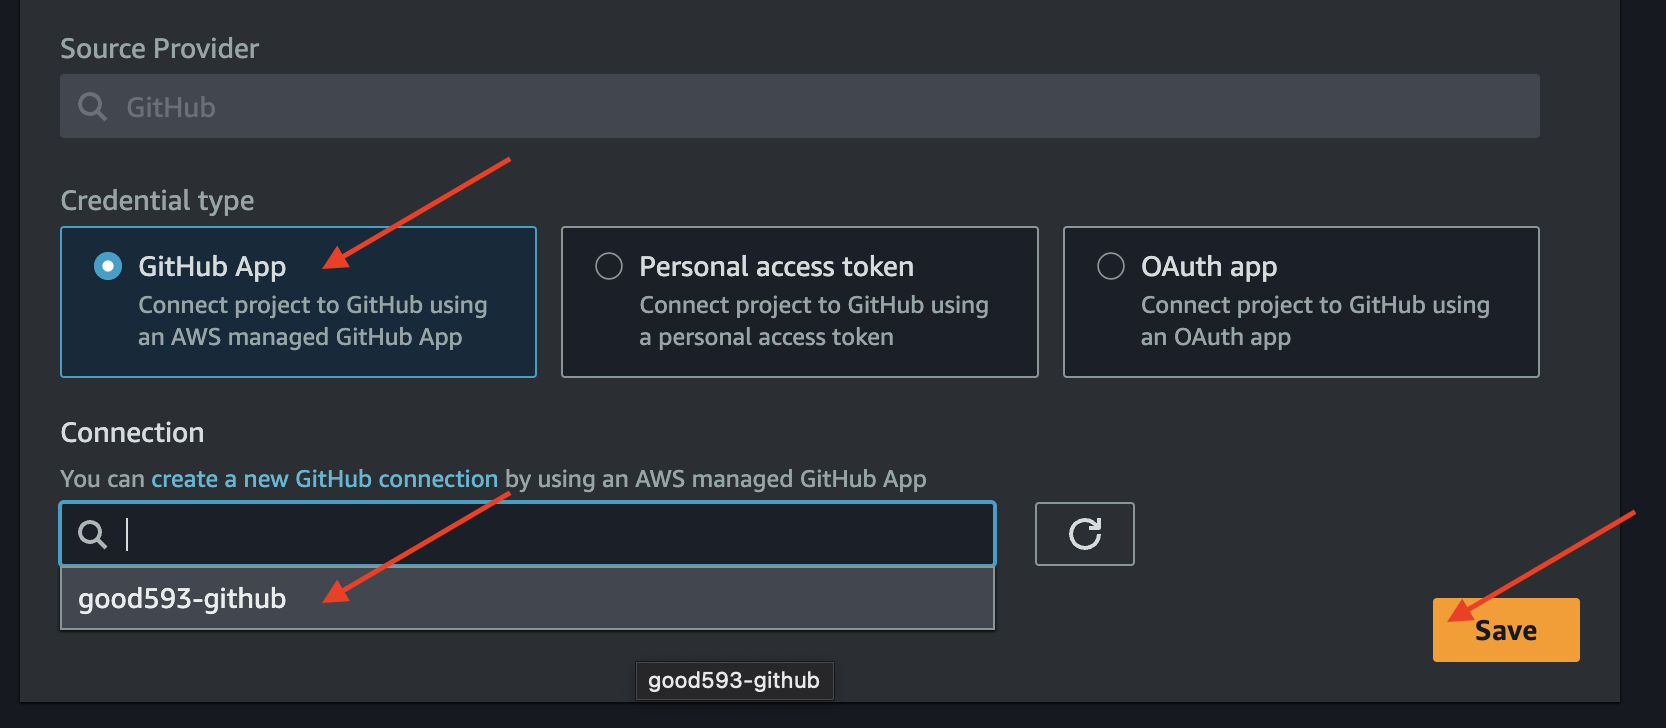 Source Provider
GitHub
Credential type
GitHub App
Connect project to GitHub using
an AWS managed GitHub App
Personal access token
Connect project to GitHub using
a personal access token
OAuth app
Connect project to GitHub using
an OAuth app
Connection
You can create a new GitHub connection by using an AWS managed GitHub App
good593-github
Save
good593-github